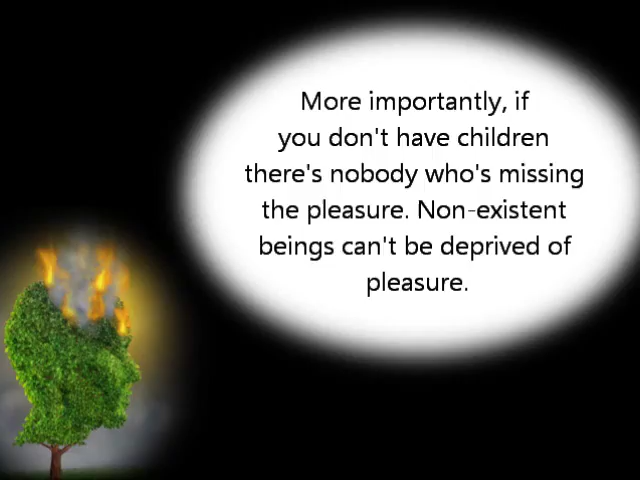 More importantly, if
you don't have children
there's nobody who's missing
the pleasure. Non-existent
beings can't be deprived of
pleasure.